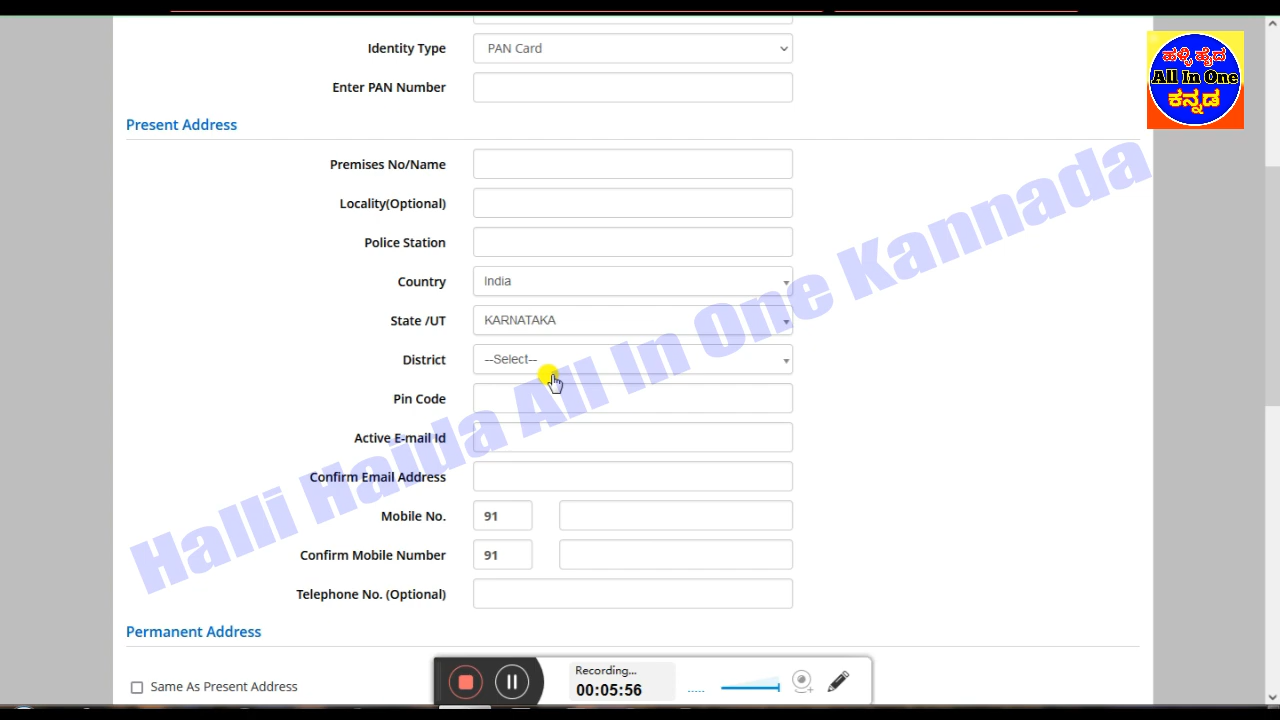 Identity Type
PAN Card
Enter PAN Number
ಹಳ್ಳಿ ಹೈದ
All In One
ಕನ್ನಡ
Present Address
Premises No/Name
Locality(Optional)
Police Station
Country
India
State /UT
KARNATAKA
District
--Select--
Pin Code
Active E-mail Id
Confirm Email Address
Mobile No.
91
Confirm Mobile Number
91
Telephone No. (Optional)
Halli Haida All In One Kannada
Permanent Address
Same As Present Address
Recording...
00:05:56